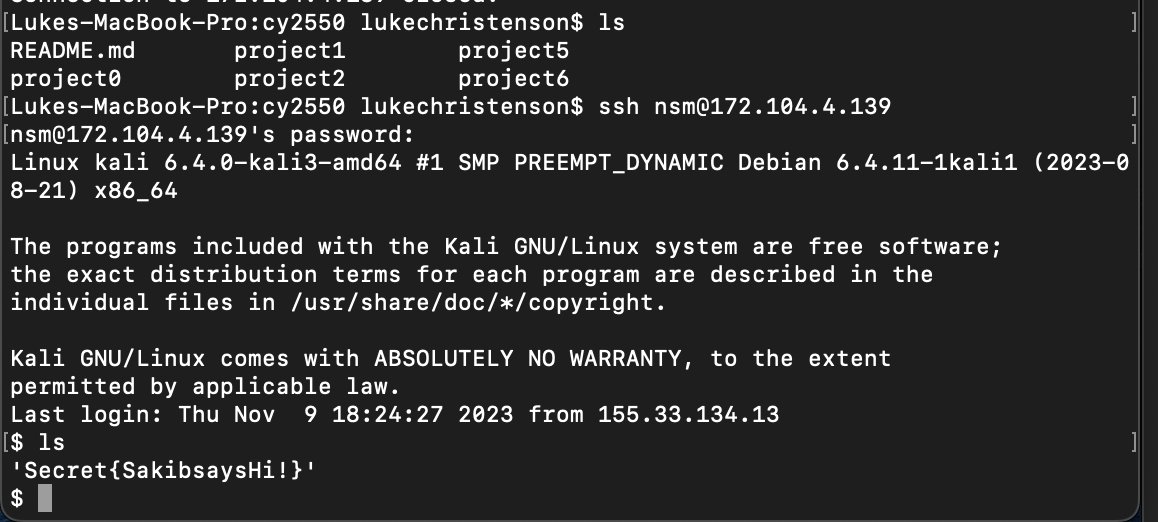 [Lukes-MacBook-Pro:cy2550 lukechristenson$ ls ]
README.md project1 project5
project0 project2 project6
[Lukes-MacBook-Pro:cy2550 lukechristenson$ ssh nsm@172.104.4.139 ]
[nsm@172.104.4.139's password: ]
Linux kali 6.4.0-kali3-amd64 #1 SMP PREEMPT_DYNAMIC Debian 6.4.11-1kali1 (2023-0
8-21) x86_64
The programs included with the Kali GNU/Linux system are free software;
the exact distribution terms for each program are described in the
individual files in /usr/share/doc/*/copyright.
Kali GNU/Linux comes with ABSOLUTELY NO WARRANTY, to the extent
permitted by applicable law.
Last login: Thu Nov  9 18:24:27 2023 from 155.33.134.13
[$ ls ]
'Secret{SakibsaysHi!}'
$